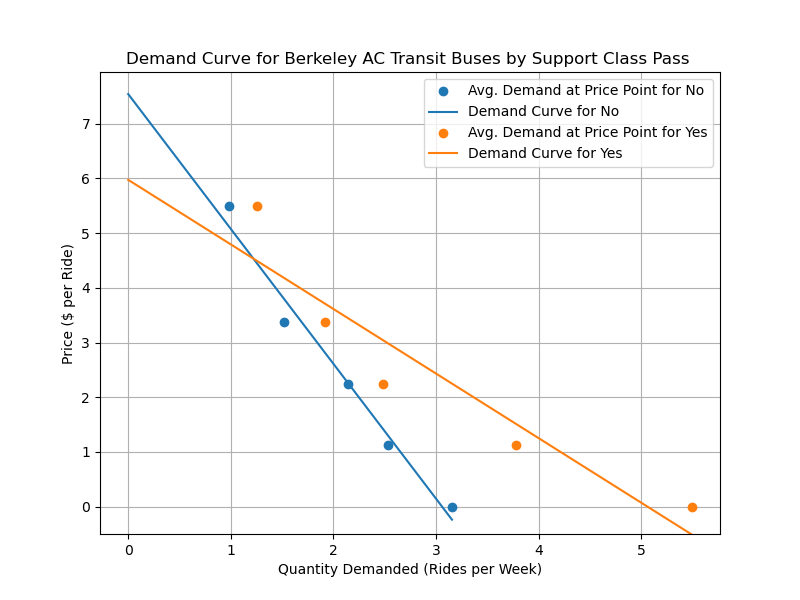 Demand Curve for Berkeley AC Transit Buses by Support Class Pass
Avg. Demand at Price Point for No
Demand Curve for No
Avg. Demand at Price Point for Yes
Demand Curve for Yes
Price ($ per Ride)
7
6
5
4
3
2
1
0
0 1 2 3 4 5
Quantity Demanded (Rides per Week)